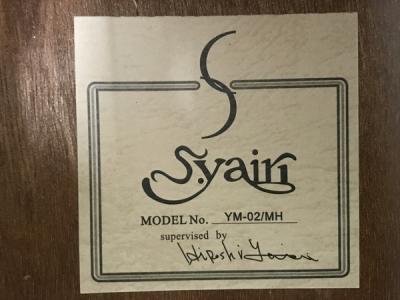 S.yairi
MODEL No. YM-02/MH
supervised by
Hiroshi Yairi